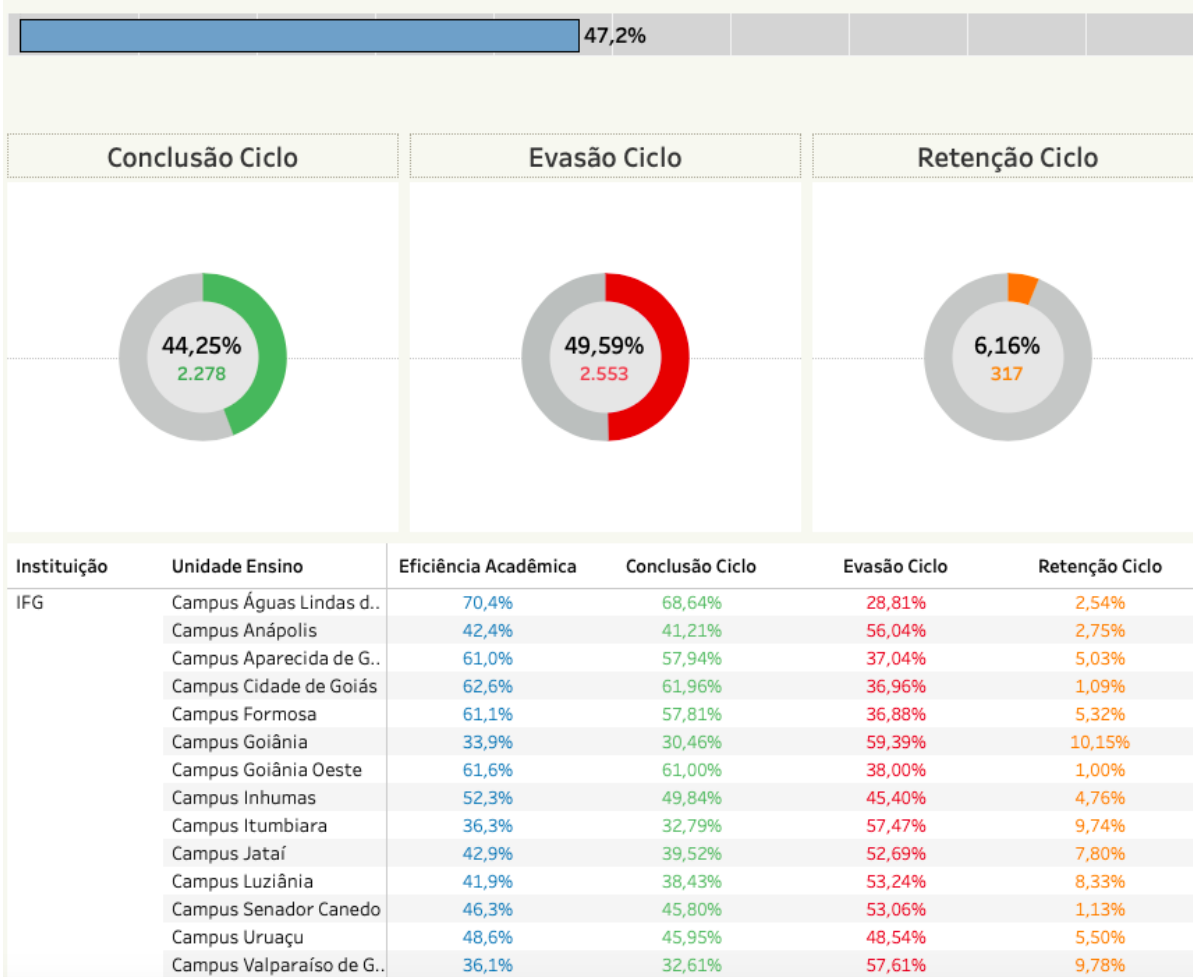 47,2%
Conclusão Ciclo Evasão Ciclo Retenção Ciclo
44,25% 49,59% 6,16%
2.278 2.553 317
Instituição Unidade Ensino Eficiência Acadêmica Conclusão Ciclo Evasão Ciclo Retenção Ciclo
IFG Campus Águas Lindas d.. 70,4% 68,64% 28,81% 2,54%
Campus Anápolis 42,4% 41,21% 56,04% 2,75%
Campus Aparecida de G.. 61,0% 57,94% 37,04% 5,03%
Campus Cidade de Goiás 62,6% 61,96% 36,96% 1,09%
Campus Formosa 61,1% 57,81% 36,88% 5,32%
Campus Goiânia 33,9% 30,46% 59,39% 10,15%
Campus Goiânia Oeste 61,6% 61,00% 38,00% 1,00%
Campus Inhumas 52,3% 49,84% 45,40% 4,76%
Campus Itumbiara 36,3% 32,79% 57,47% 9,74%
Campus Jataí 42,9% 39,52% 52,69% 7,80%
Campus Luziânia 41,9% 38,43% 53,24% 8,33%
Campus Senador Canedo 46,3% 45,80% 53,06% 1,13%
Campus Uruaçu 48,6% 45,95% 48,54% 5,50%
Campus Valparaíso de G.. 36,1% 32,61% 57,61% 9,78%